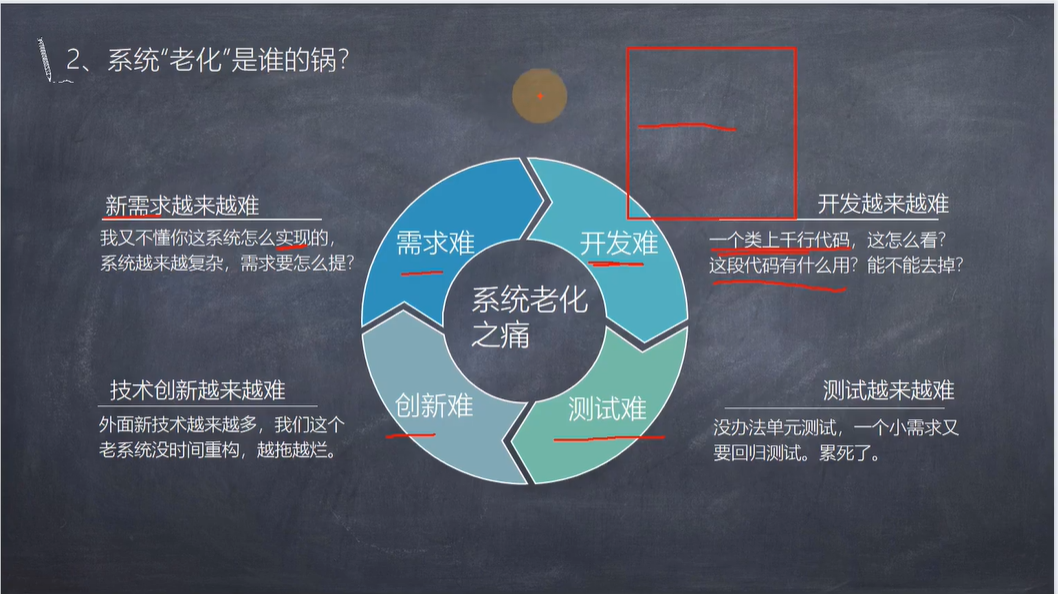 2、系统“老化”是谁的锅？
新需求越来越难
我又不懂你这系统怎么实现的，
系统越来越复杂，需求要怎么提？
需求难
开发难
开发越来越难
一个类上千行代码，这怎么看？
这段代码有什么用？能不能去掉？
系统老化
之痛
技术创新越来越难
外面新技术越来越多，我们这个
老系统没时间重构，越拖越烂。
创新难
测试难
测试越来越难
没办法单元测试，一个小需求又
要回归测试。累死了。